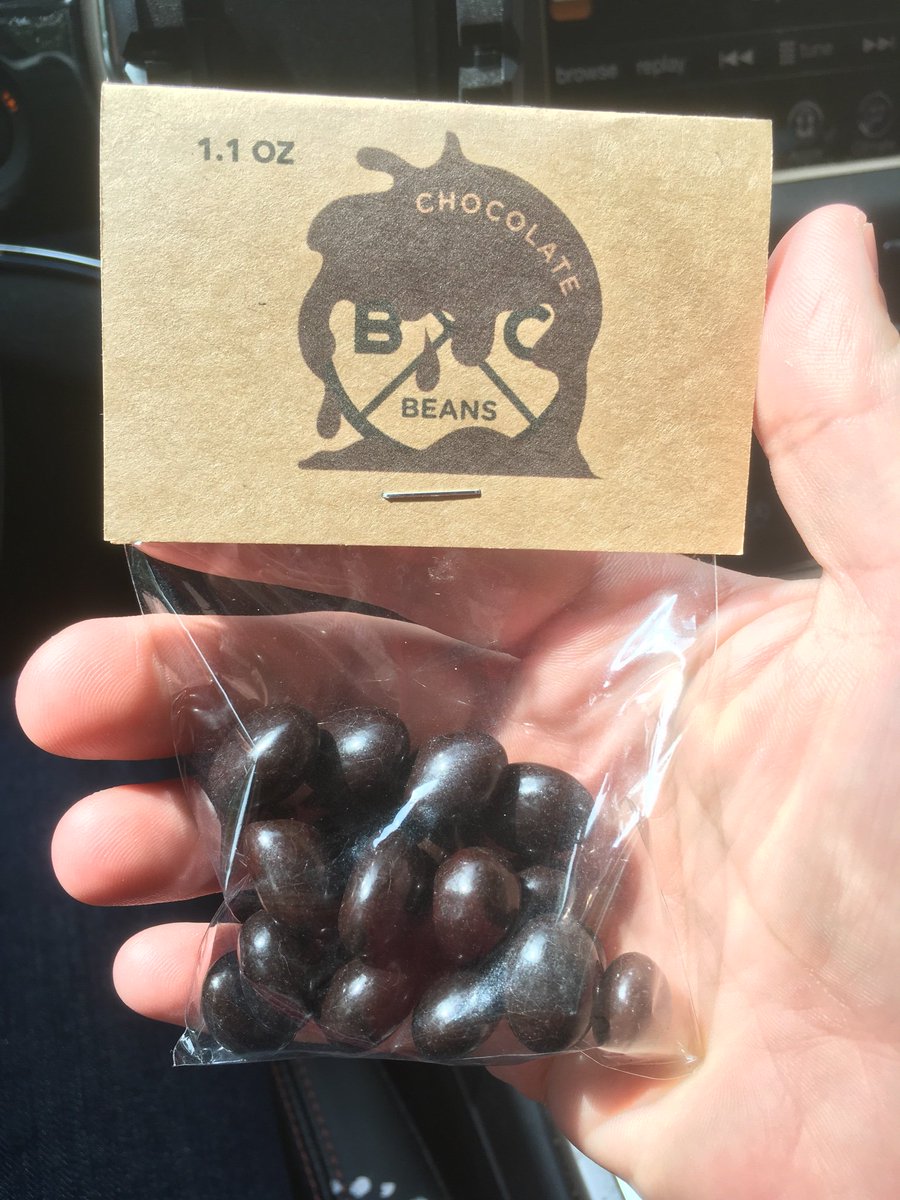 browse replay Tune
1.1 OZ
CHOCOLATE
B C
BEANS